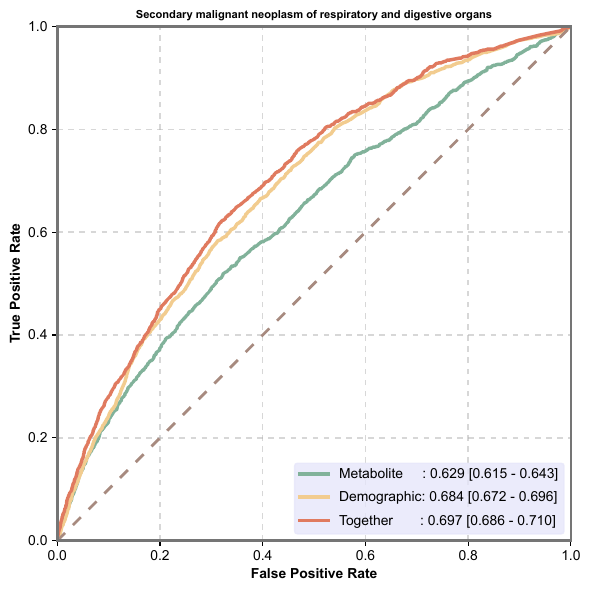 Secondary malignant neoplasm of respiratory and digestive organs
True Positive Rate
1.0
0.8
0.6
0.4
0.2
0.0
Metabolite : 0.629 [0.615 - 0.643]
Demographic: 0.684 [0.672 - 0.696]
Together : 0.697 [0.686 - 0.710]
0.0 0.2 0.4 0.6 0.8 1.0
False Positive Rate